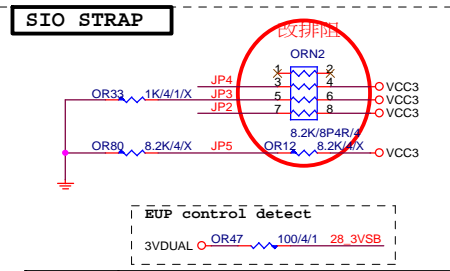 SIO STRAP
改排阻
ORN2
1 2
JP4 3 4 VCC3
OR33 1K/4/1/X JP3 5 6 VCC3
JP2 7 8 VCC3
8.2K/8P4R/4
OR80 8.2K/4/X JP5 OR12 8.2K/4/X VCC3
EUP control detect
3VDUAL OR47 100/4/1 28_3VSB